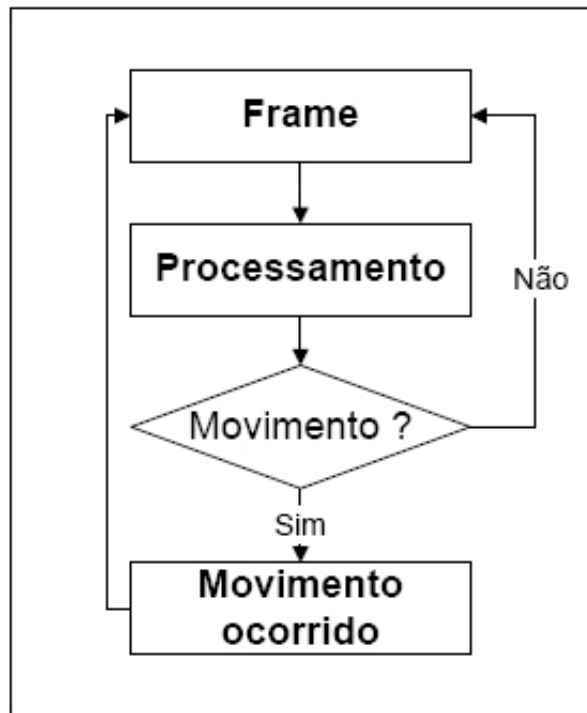 Frame
Processamento
Não
Movimento ?
Sim
Movimento
ocorrido